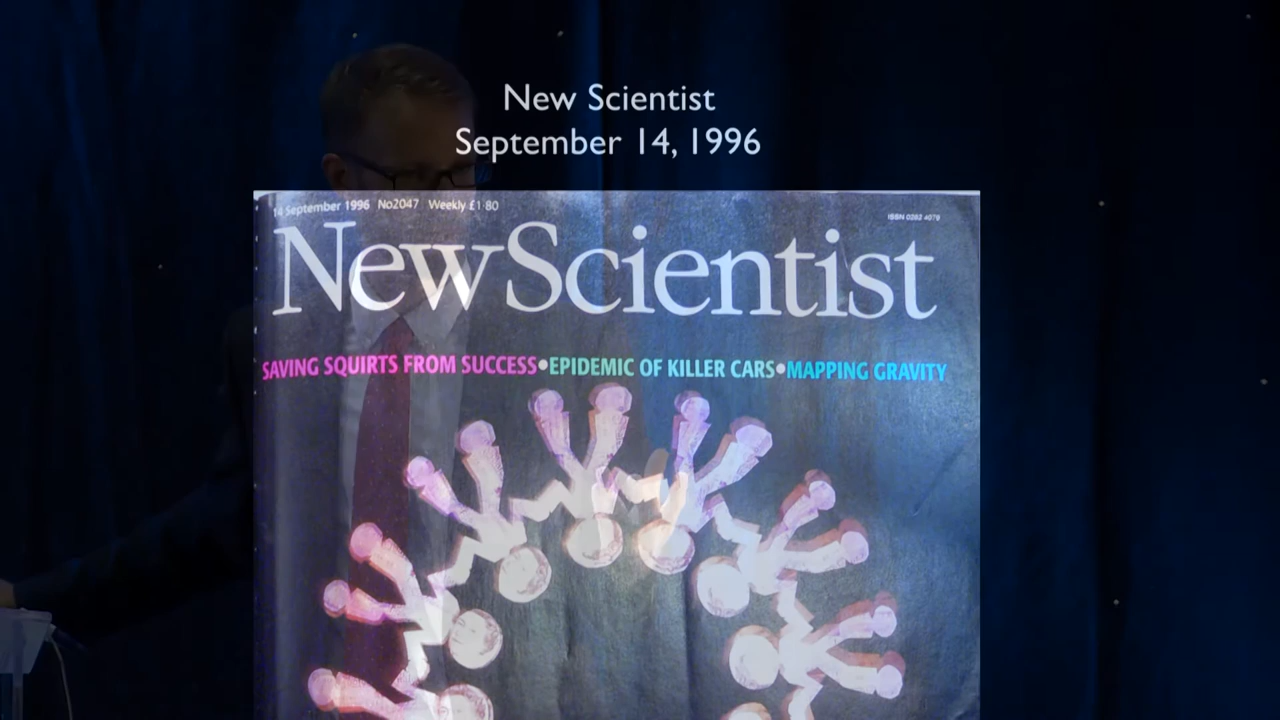 New Scientist
September 14, 1996
14 September 1996 No2047 Weekly £1·80
ISSN 0262 4079
NewScientist
SAVING SQUIRTS FROM SUCCESS•EPIDEMIC OF KILLER CARS•MAPPING GRAVITY